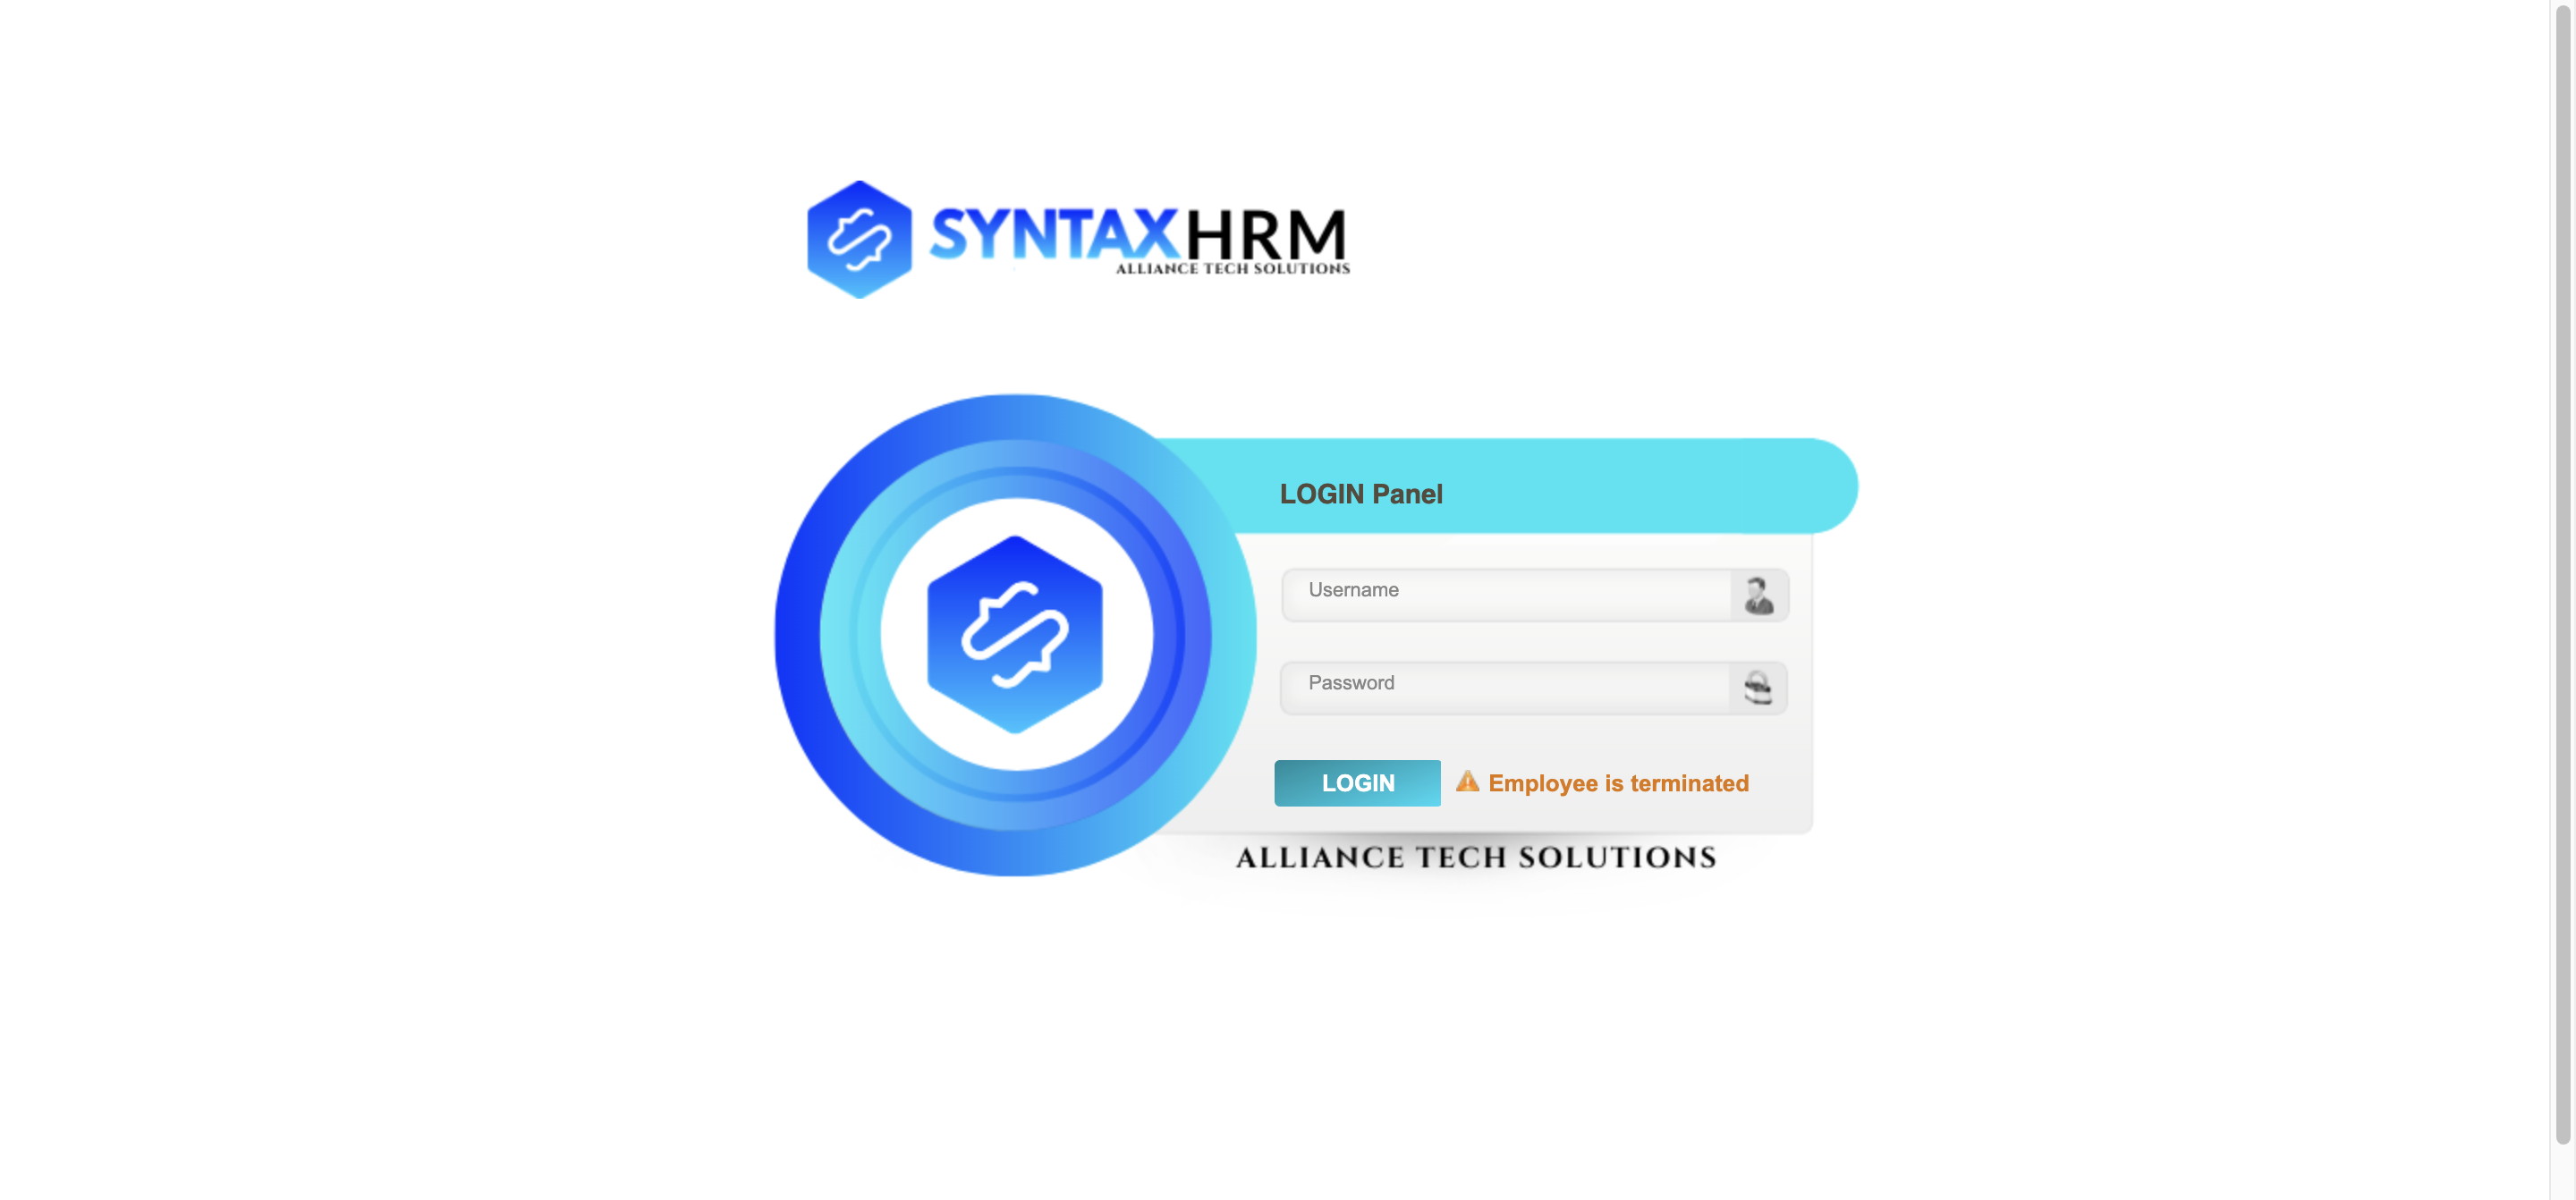 SYNTAXHRM
ALLIANCE TECH SOLUTIONS
LOGIN Panel
Username
Password
LOGIN
Employee is terminated
ALLIANCE TECH SOLUTIONS